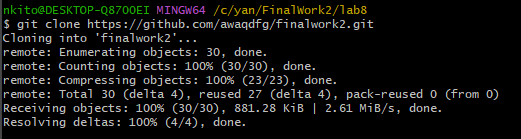 nkito@DESKTOP-Q87OOEI MINGW64 /c/yan/FinalWork2/lab8
$ git clone https://github.com/awaqdfg/finalwork2.git
Cloning into 'finalwork2'...
remote: Enumerating objects: 30, done.
remote: Counting objects: 100% (30/30), done.
remote: Compressing objects: 100% (23/23), done.
remote: Total 30 (delta 4), reused 27 (delta 4), pack-reused 0 (from 0)
Receiving objects: 100% (30/30), 881.28 KiB | 2.61 MiB/s, done.
Resolving deltas: 100% (4/4), done.